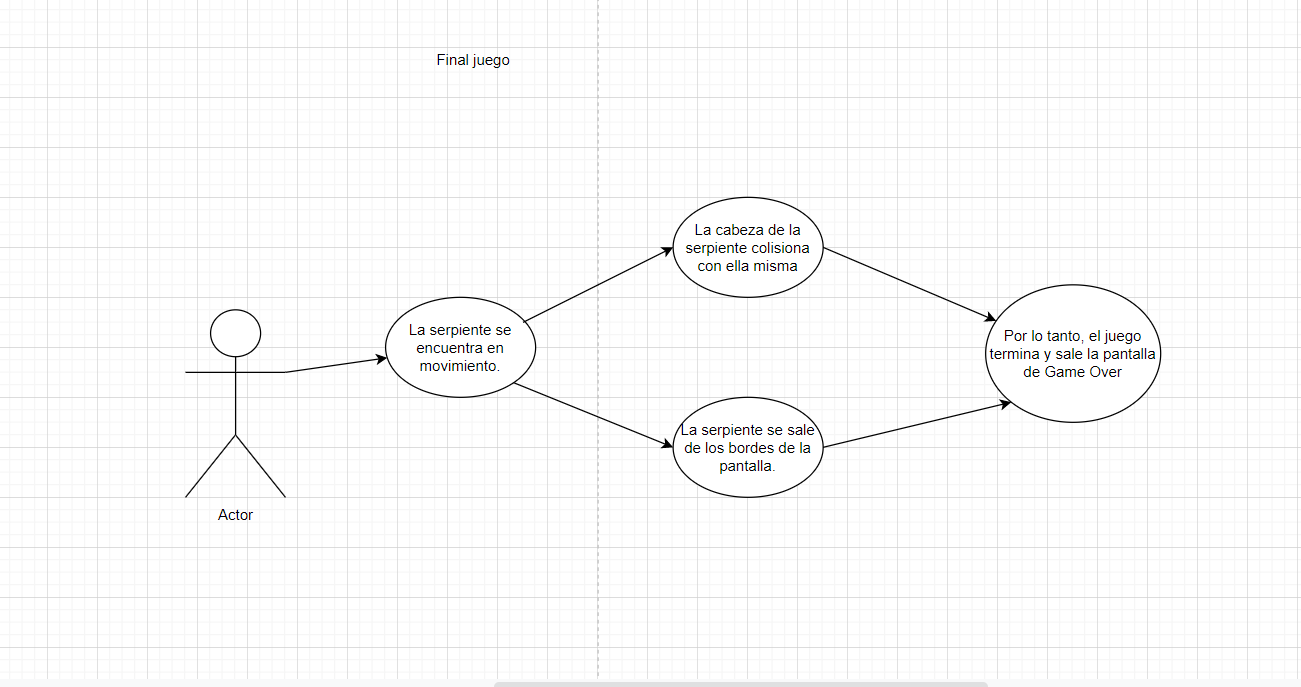 Final juego
La cabeza de la
serpiente colisiona
con ella misma
La serpiente se
encuentra en
movimiento.
Por lo tanto, el juego
termina y sale la pantalla
de Game Over
La serpiente se sale
de los bordes de la
pantalla.
Actor